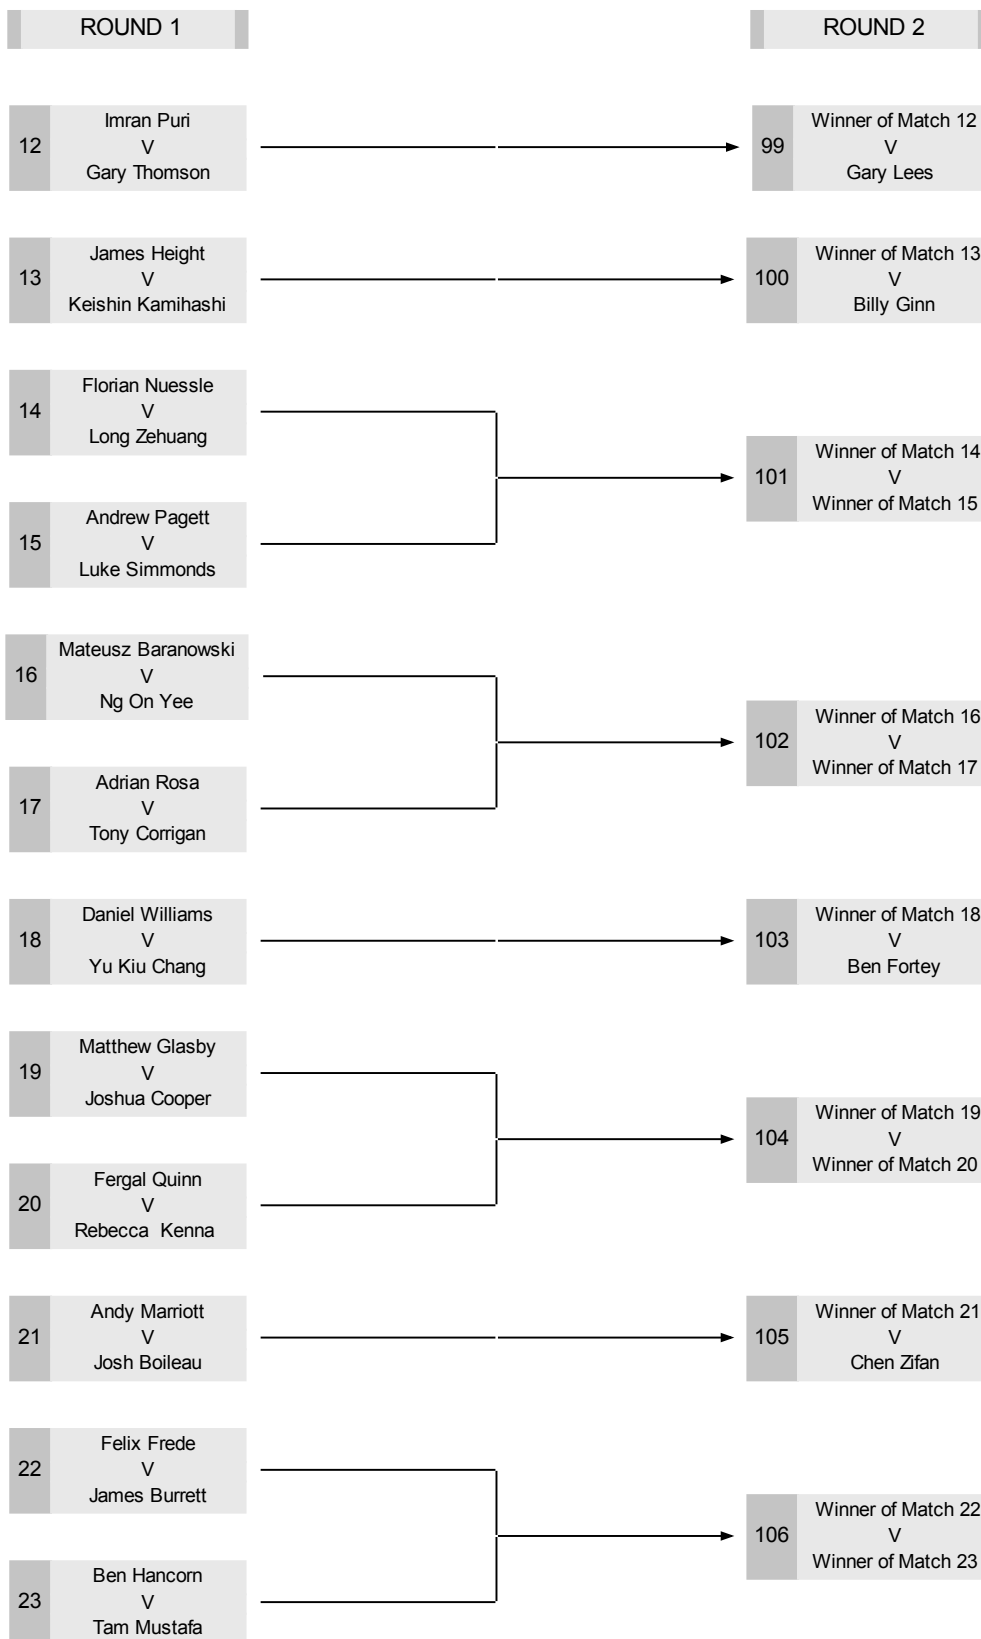 ROUND 1
ROUND 2
12
Imran Puri
V
Gary Thomson
99
Winner of Match 12
V
Gary Lees
13
James Height
V
Keishin Kamihashi
100
Winner of Match 13
V
Billy Ginn
14
Florian Nuessle
V
Long Zehuang
101
Winner of Match 14
V
Winner of Match 15
15
Andrew Pagett
V
Luke Simmonds
16
Mateusz Baranowski
V
Ng On Yee
102
Winner of Match 16
V
Winner of Match 17
17
Adrian Rosa
V
Tony Corrigan
18
Daniel Williams
V
Yu Kiu Chang
103
Winner of Match 18
V
Ben Fortey
19
Matthew Glasby
V
Joshua Cooper
104
Winner of Match 19
V
Winner of Match 20
20
Fergal Quinn
V
Rebecca  Kenna
21
Andy Marriott
V
Josh Boileau
105
Winner of Match 21
V
Chen Zifan
22
Felix Frede
V
James Burrett
106
Winner of Match 22
V
Winner of Match 23
23
Ben Hancorn
V
Tam Mustafa